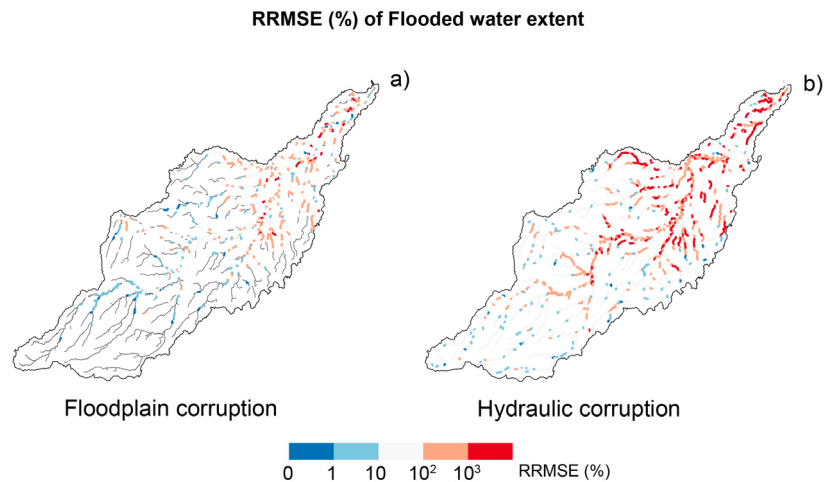 RRMSE (%) of Flooded water extent
a)
b)
Floodplain corruption
Hydraulic corruption
0 1 10 10² 10³ RRMSE (%)